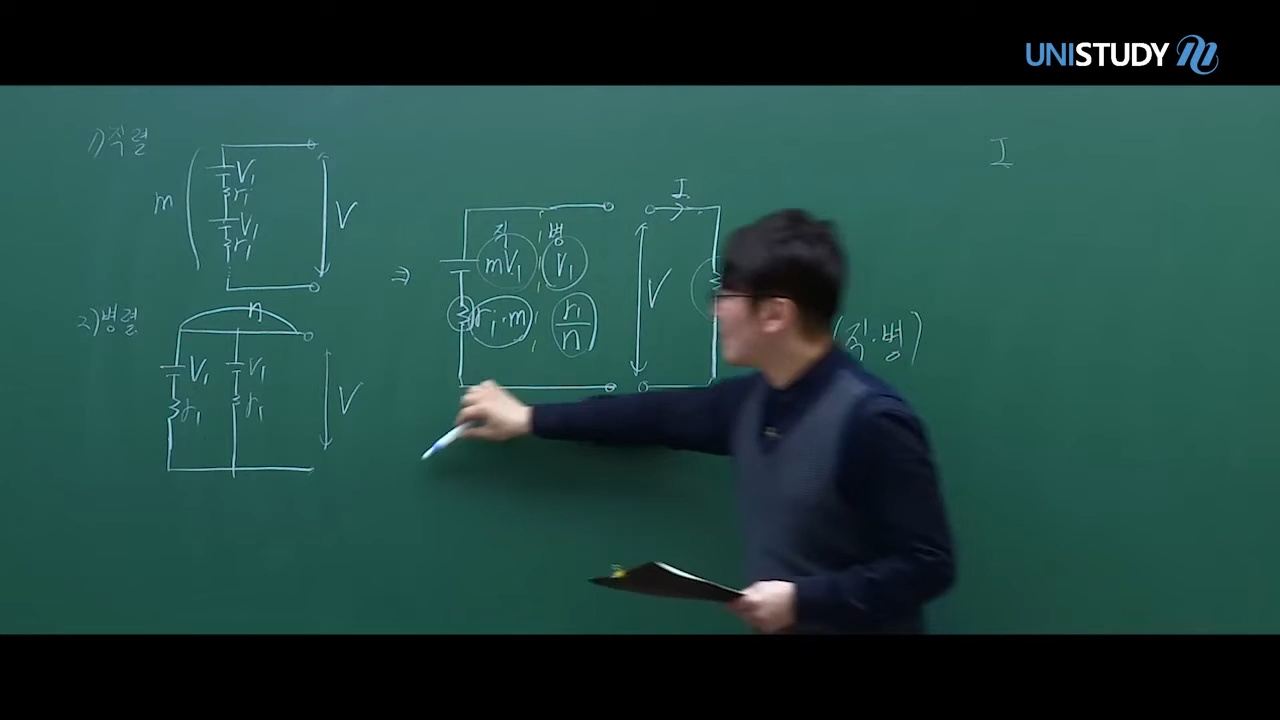 UNISTUDY
1) 직렬
m
V₁
r₁
V₁
r₁
V
2) 병렬
n
V₁
r₁
V₁
r₁
V
⇒
직 병
mV₁ V₁
r₁·m r₁/n
I
V
(직·병)
I